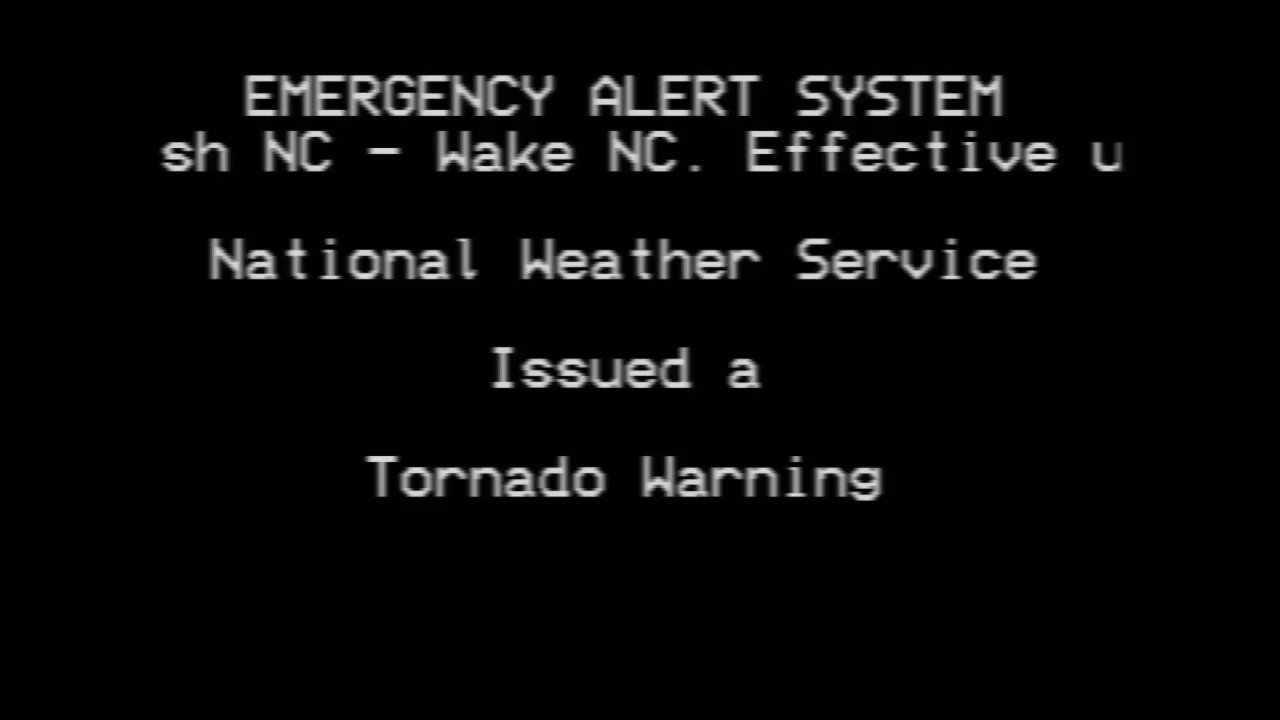 EMERGENCY ALERT SYSTEM
sh NC - Wake NC. Effective u
National Weather Service
Issued a
Tornado Warning